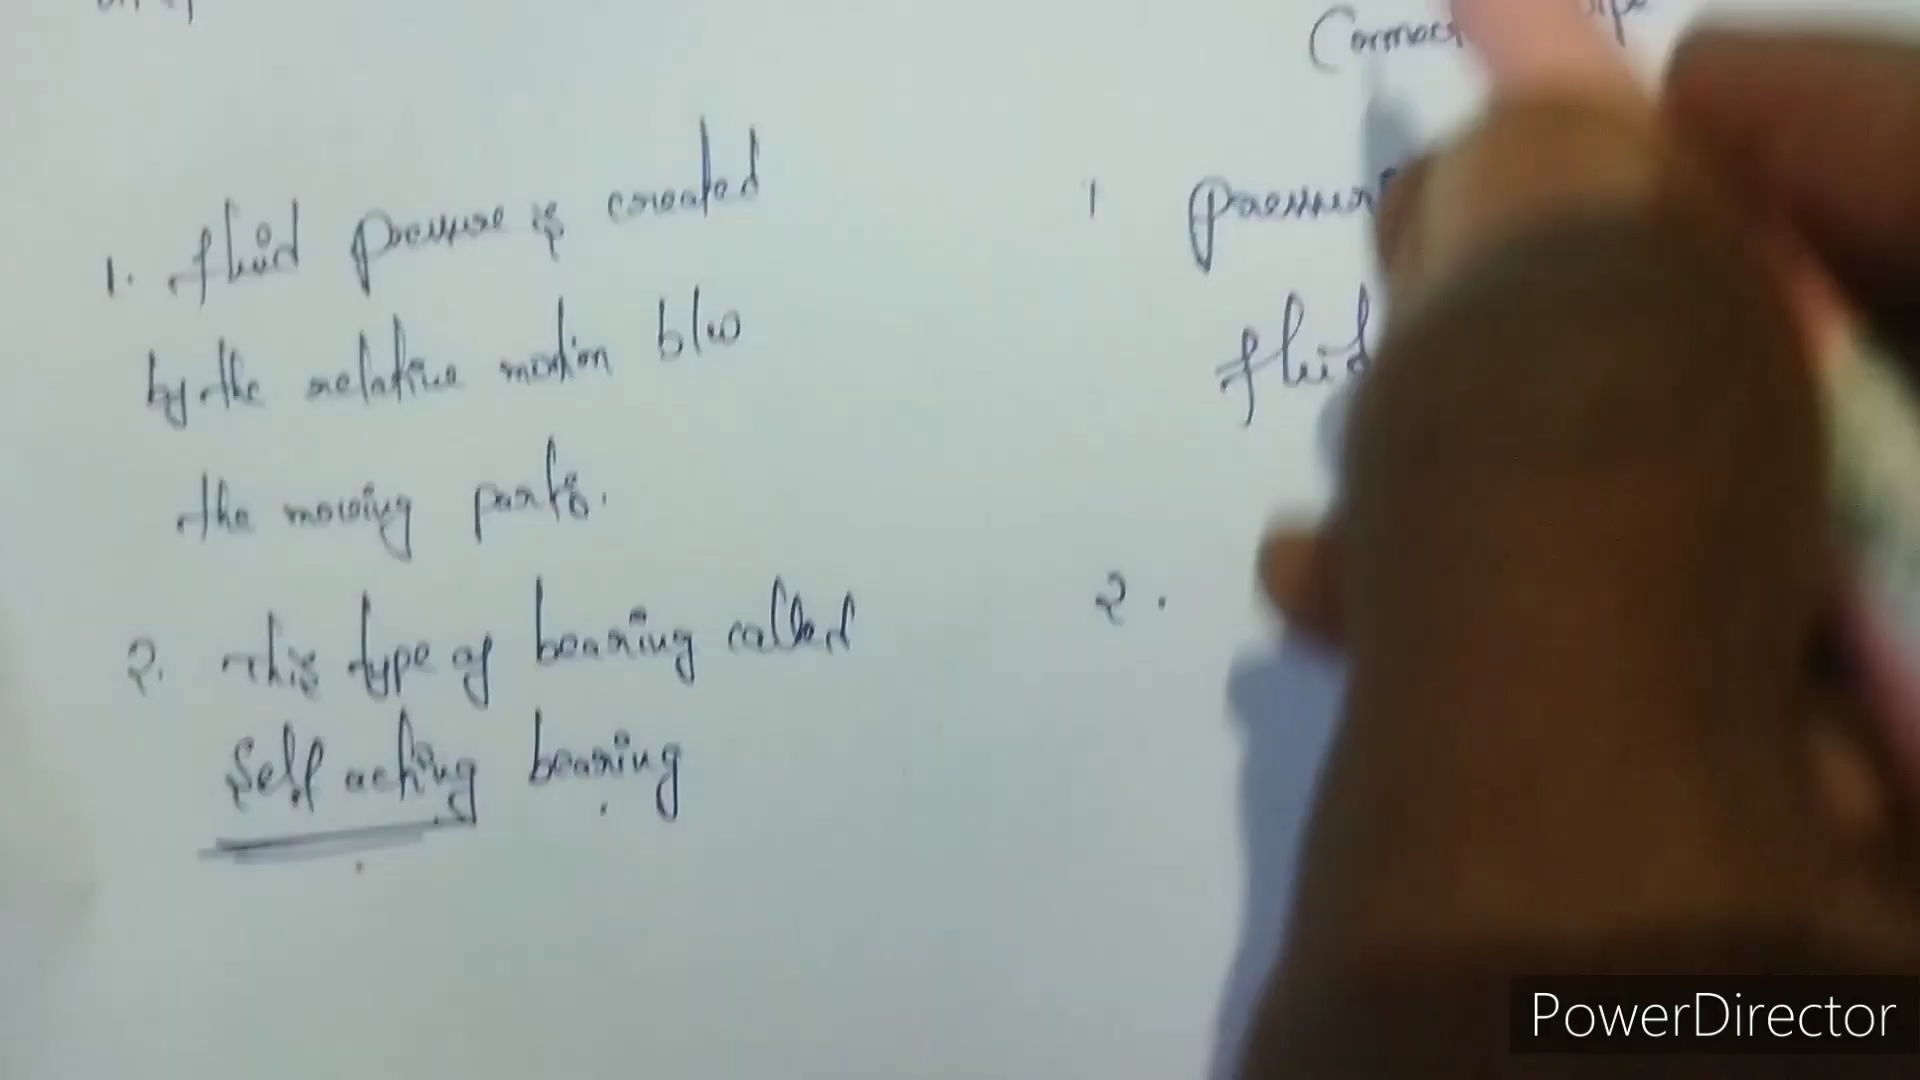 1. fluid pressure is created
by the relative motion b/w
the moving parts.
2. This type of bearing called
Self acting bearing
1
fluid
2.
PowerDirector